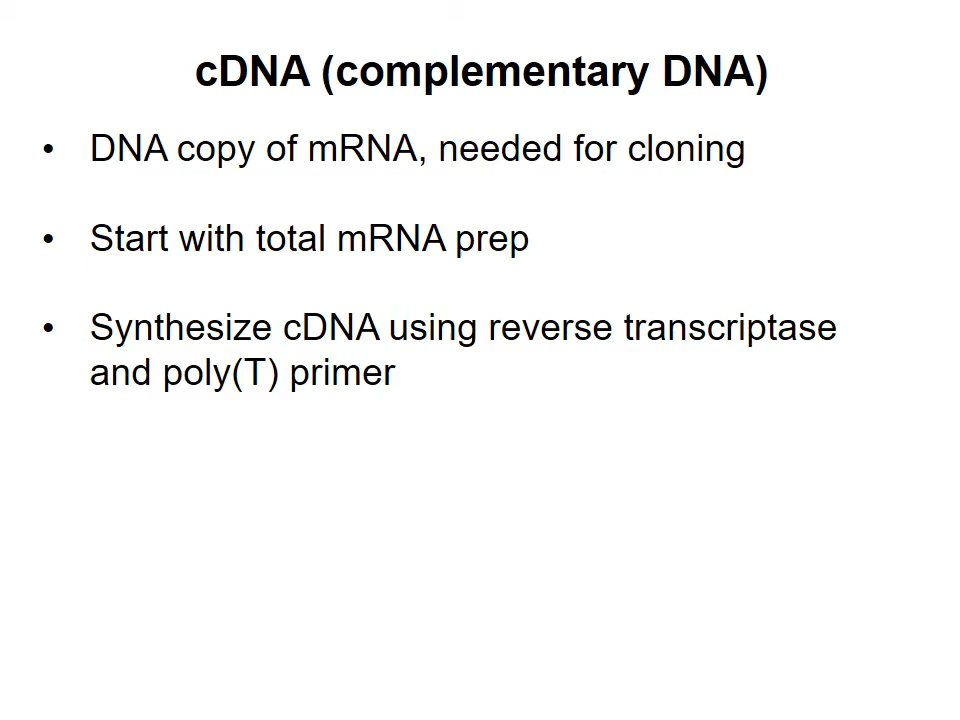 cDNA (complementary DNA)
• DNA copy of mRNA, needed for cloning
• Start with total mRNA prep
• Synthesize cDNA using reverse transcriptase
and poly(T) primer